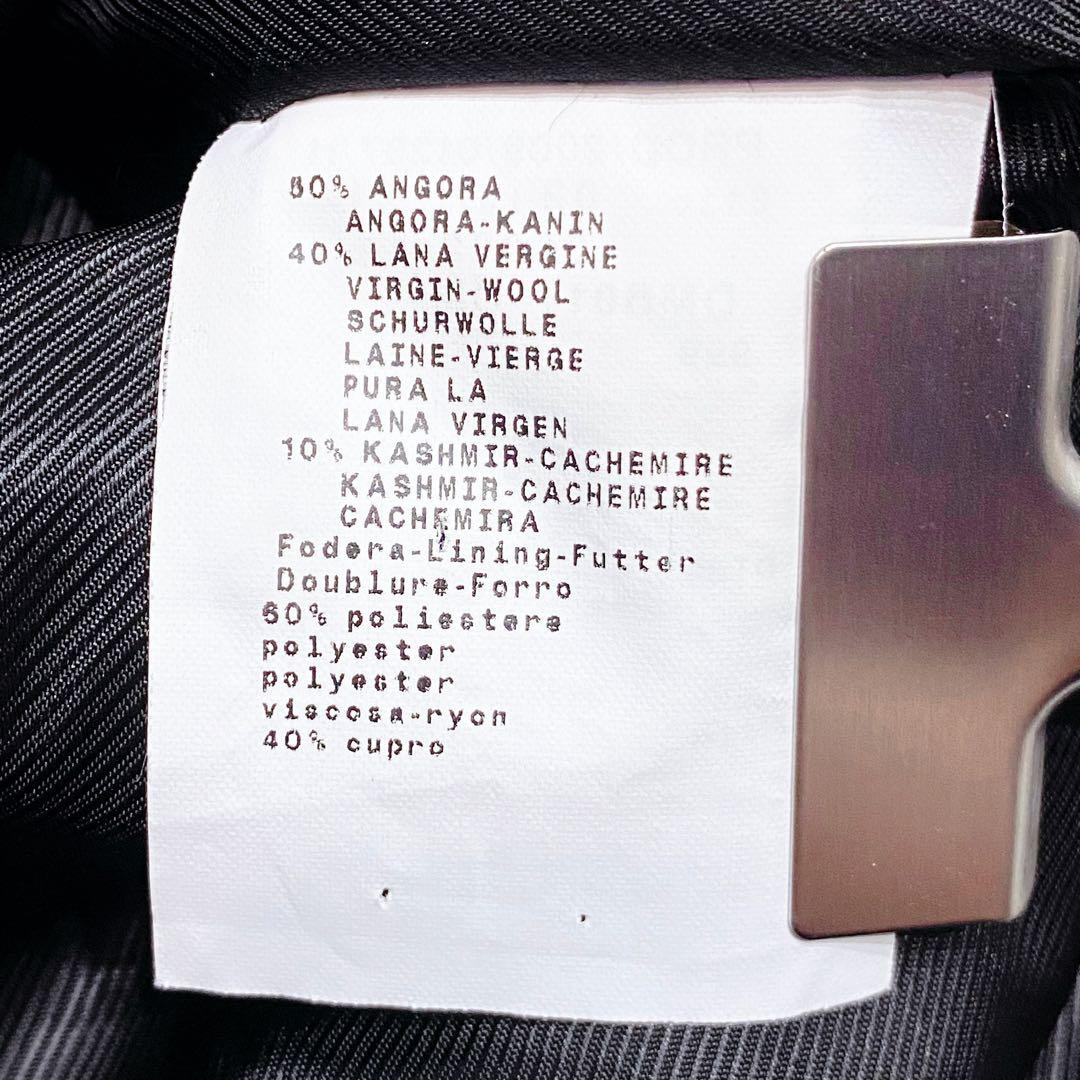 50% ANGORA
ANGORA-KANIN
40% LANA VERGINE
VIRGIN-WOOL
SCHURWOLLE
LAINE-VIERGE
PURA LA
LANA VIRGEN
10% KASHMIR-CACHEMIRE
KASHMIR-CACHEMIRE
CACHEMIRA
Fodera-Lining-Futter
Doublure-Forro
60% poliestere
polyester
polyester
viscosa-ryon
40% cupro